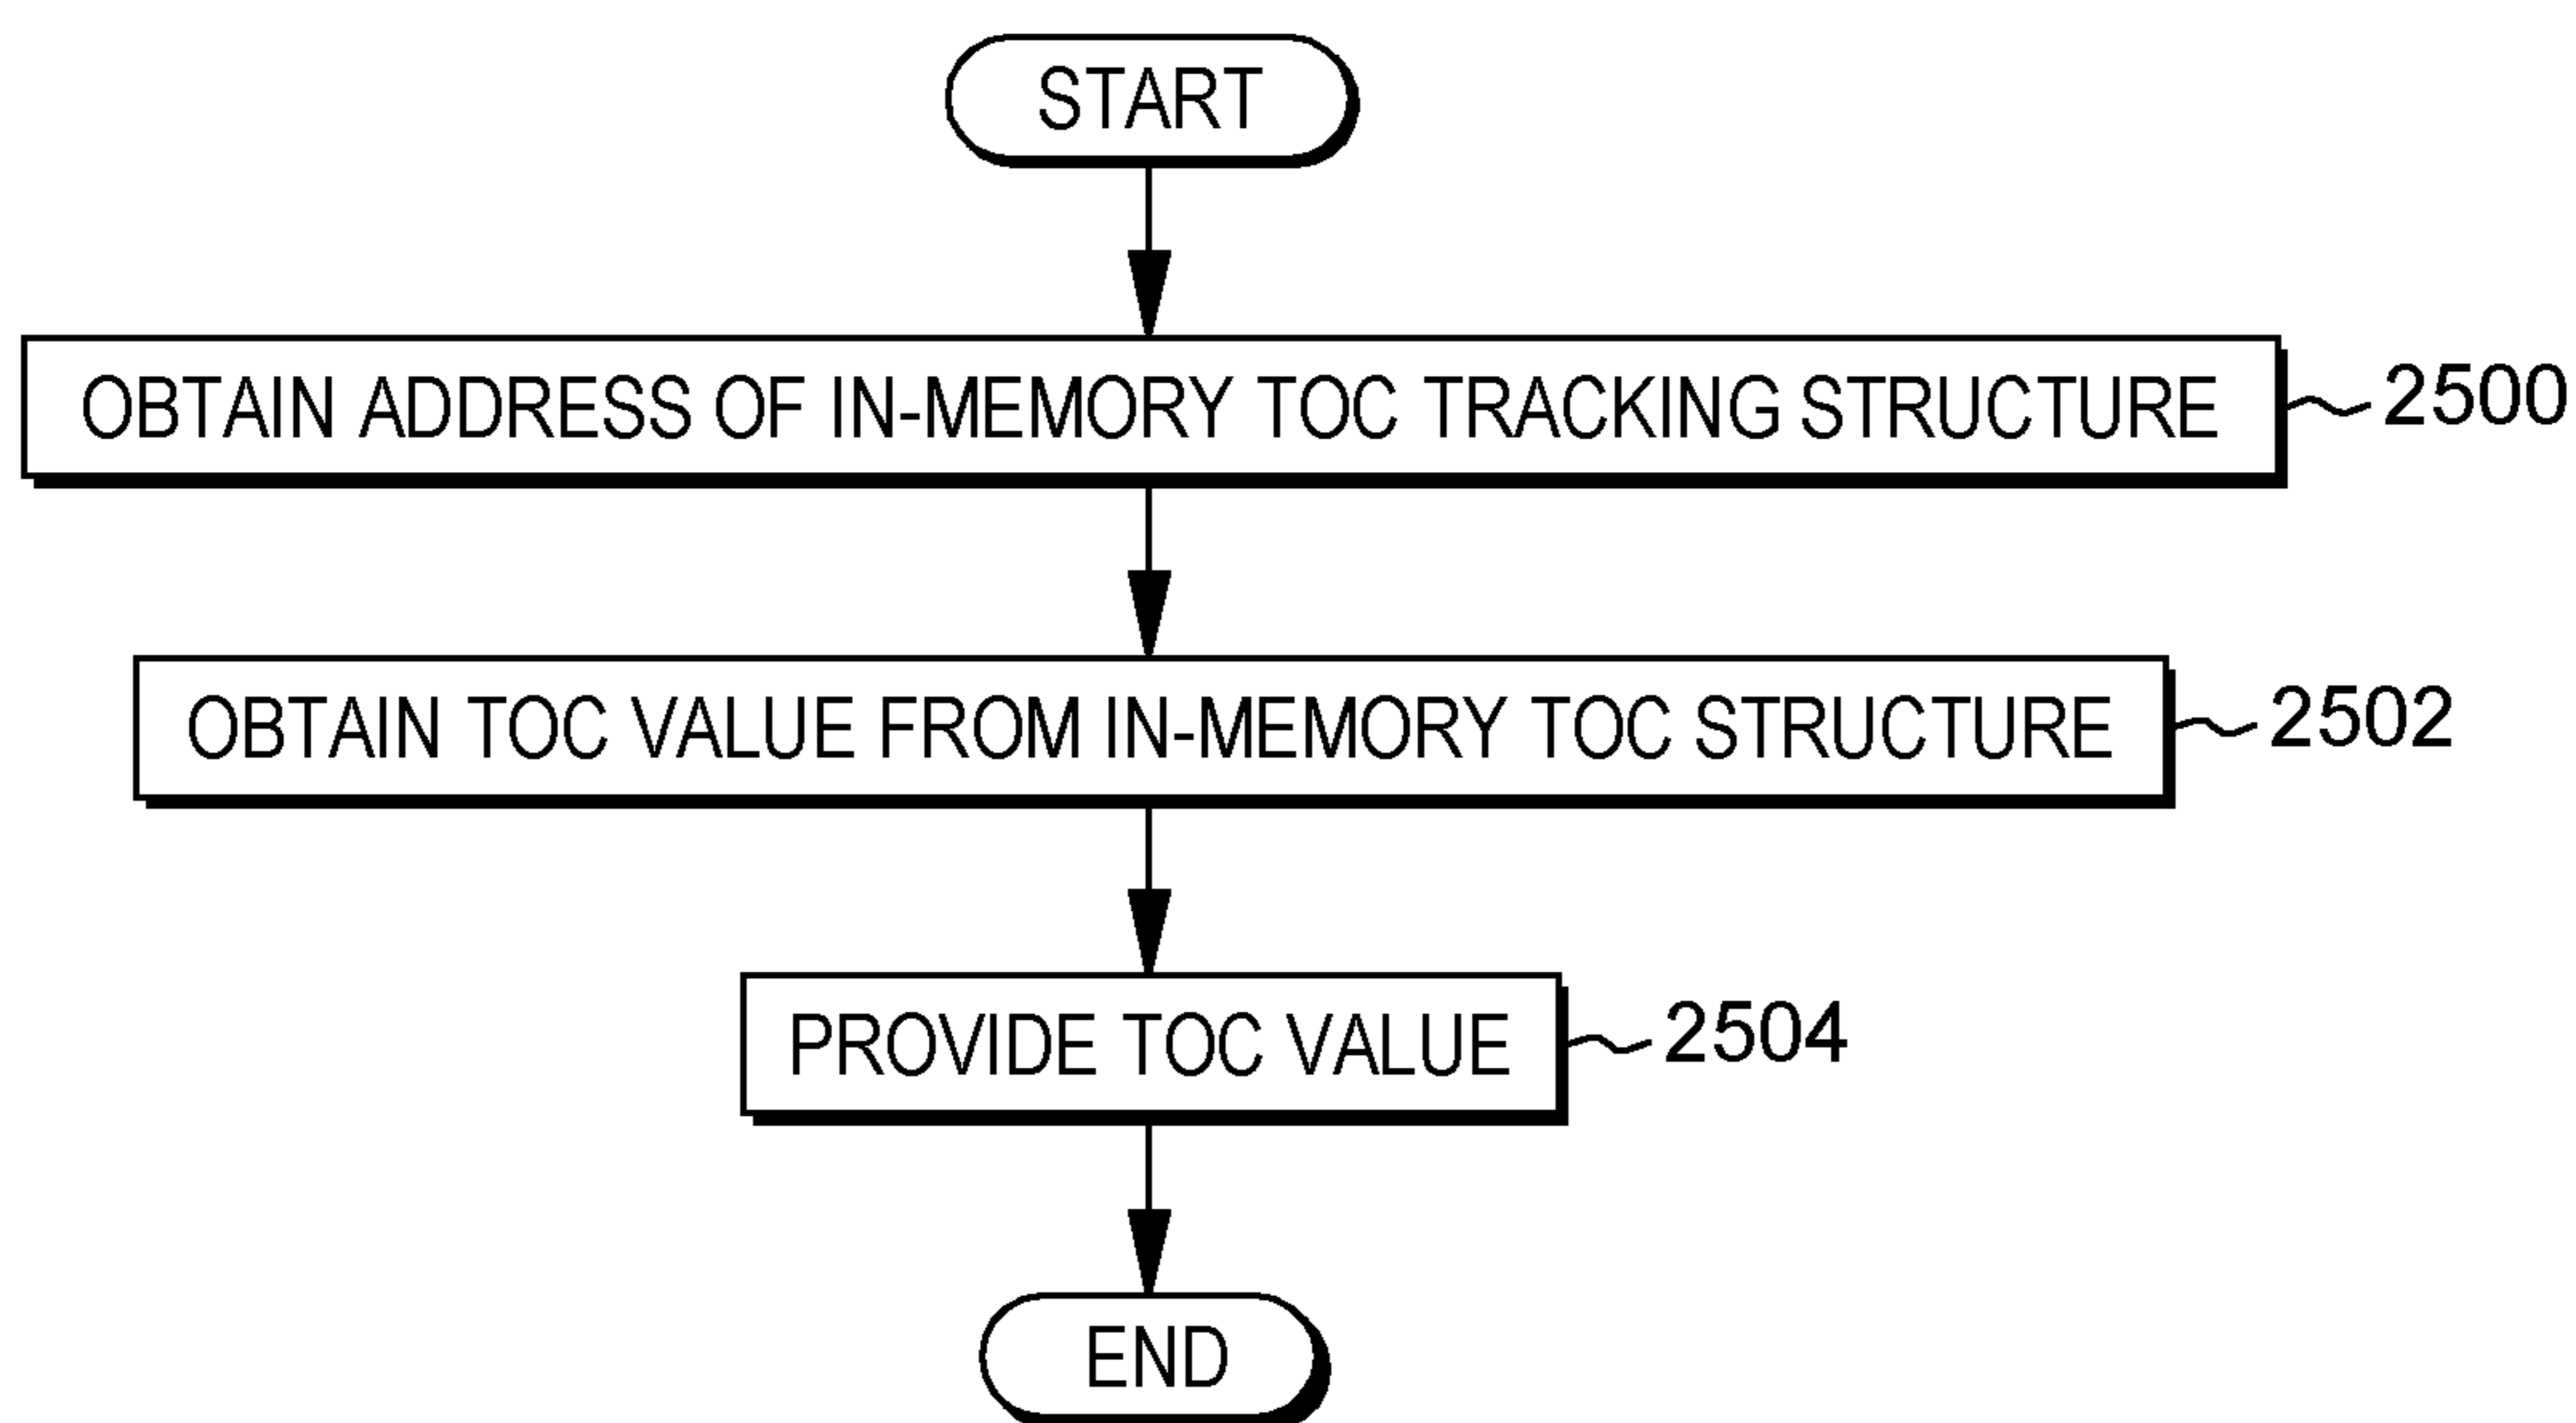 START
OBTAIN ADDRESS OF IN-MEMORY TOC TRACKING STRUCTURE 2500
OBTAIN TOC VALUE FROM IN-MEMORY TOC STRUCTURE 2502
PROVIDE TOC VALUE 2504
END